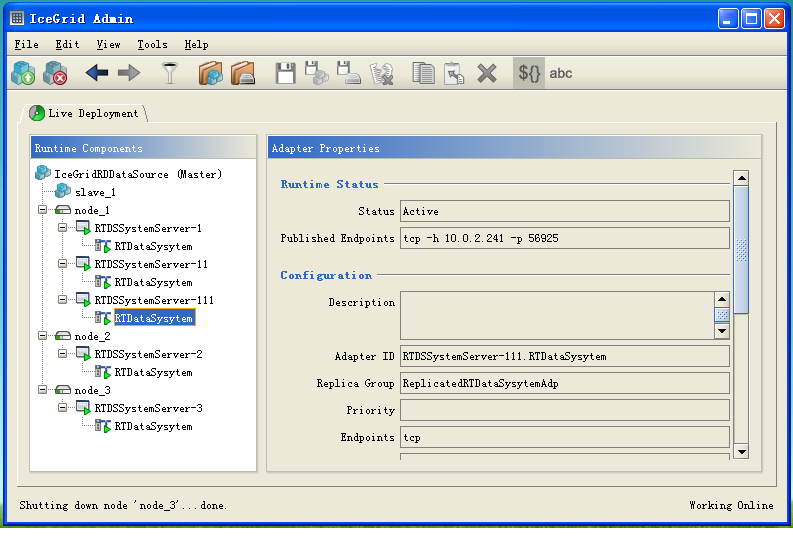 IceGrid Admin
File Edit View Tools Help
${} abc
Live Deployment
Runtime Components
IceGridRDDataSource (Master)
slave_1
node_1
RTDSSystemServer-1
RTDataSysytem
RTDSSystemServer-11
RTDataSysytem
RTDSSystemServer-111
RTDataSysytem
node_2
RTDSSystemServer-2
RTDataSysytem
node_3
RTDSSystemServer-3
RTDataSysytem
Adapter Properties
Runtime Status
Status Active
Published Endpoints tcp -h 10.0.2.241 -p 56925
Configuration
Description
Adapter ID RTDSSystemServer-111.RTDataSysytem
Replica Group ReplicatedRTDataSysytemAdp
Priority
Endpoints tcp
Shutting down node 'node_3'...done.
Working Online